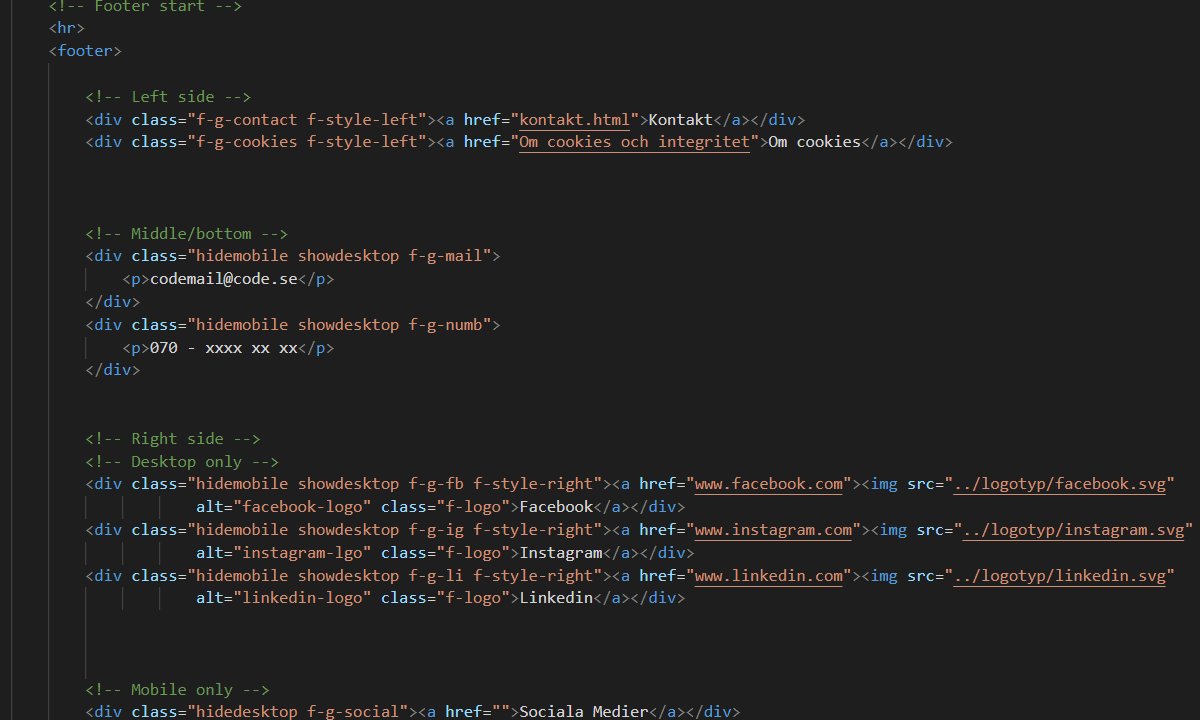 <!-- Footer start -->
<hr>
<footer>
<!-- Left side -->
<div class="f-g-contact f-style-left"><a href="kontakt.html">Kontakt</a></div>
<div class="f-g-cookies f-style-left"><a href="Om cookies och integritet">Om cookies</a></div>
<!-- Middle/bottom -->
<div class="hidemobile showdesktop f-g-mail">
<p>codemail@code.se</p>
</div>
<div class="hidemobile showdesktop f-g-numb">
<p>070 - xxxx xx xx</p>
</div>
<!-- Right side -->
<!-- Desktop only -->
<div class="hidemobile showdesktop f-g-fb f-style-right"><a href="www.facebook.com"><img src="../logotyp/facebook.svg"
alt="facebook-logo" class="f-logo">Facebook</a></div>
<div class="hidemobile showdesktop f-g-ig f-style-right"><a href="www.instagram.com"><img src="../logotyp/instagram.svg"
alt="instagram-lgo" class="f-logo">Instagram</a></div>
<div class="hidemobile showdesktop f-g-li f-style-right"><a href="www.linkedin.com"><img src="../logotyp/linkedin.svg"
alt="linkedin-logo" class="f-logo">Linkedin</a></div>
<!-- Mobile only -->
<div class="hidedesktop f-g-social"><a href="">Sociala Medier</a></div>